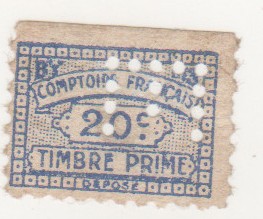 COMPTOIRS FRANÇAIS
20c
TIMBRE PRIME
DÉPOSÉ